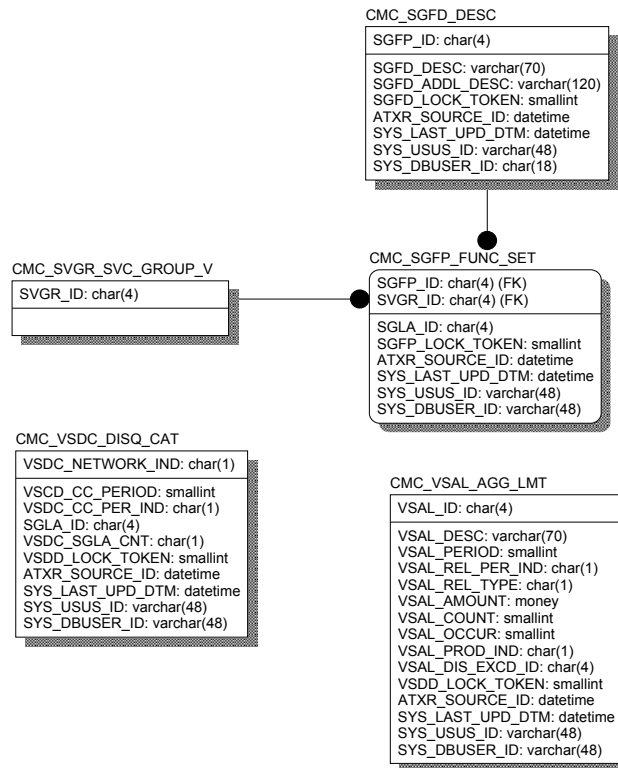 CMC_SGFD_DESC
SGFP_ID: char(4)
SGFD_DESC: varchar(70)
SGFD_ADDL_DESC: varchar(120)
SGFD_LOCK_TOKEN: smallint
ATXR_SOURCE_ID: datetime
SYS_LAST_UPD_DTM: datetime
SYS_USUS_ID: varchar(48)
SYS_DBUSER_ID: char(18)
CMC_SVGR_SVC_GROUP_V
SVGR_ID: char(4)
CMC_SGFP_FUNC_SET
SGFP_ID: char(4) (FK)
SVGR_ID: char(4) (FK)
SGLA_ID: char(4)
SGFP_LOCK_TOKEN: smallint
ATXR_SOURCE_ID: datetime
SYS_LAST_UPD_DTM: datetime
SYS_USUS_ID: varchar(48)
SYS_DBUSER_ID: varchar(48)
CMC_VSDC_DISQ_CAT
VSDC_NETWORK_IND: char(1)
VSCD_CC_PERIOD: smallint
VSDC_CC_PER_IND: char(1)
SGLA_ID: char(4)
VSDC_SGLA_CNT: char(1)
VSDD_LOCK_TOKEN: smallint
ATXR_SOURCE_ID: datetime
SYS_LAST_UPD_DTM: datetime
SYS_USUS_ID: varchar(48)
SYS_DBUSER_ID: varchar(48)
CMC_VSAL_AGG_LMT
VSAL_ID: char(4)
VSAL_DESC: varchar(70)
VSAL_PERIOD: smallint
VSAL_REL_PER_IND: char(1)
VSAL_REL_TYPE: char(1)
VSAL_AMOUNT: money
VSAL_COUNT: smallint
VSAL_OCCUR: smallint
VSAL_PROD_IND: char(1)
VSAL_DIS_EXCD_ID: char(4)
VSDD_LOCK_TOKEN: smallint
ATXR_SOURCE_ID: datetime
SYS_LAST_UPD_DTM: datetime
SYS_USUS_ID: varchar(48)
SYS_DBUSER_ID: varchar(48)